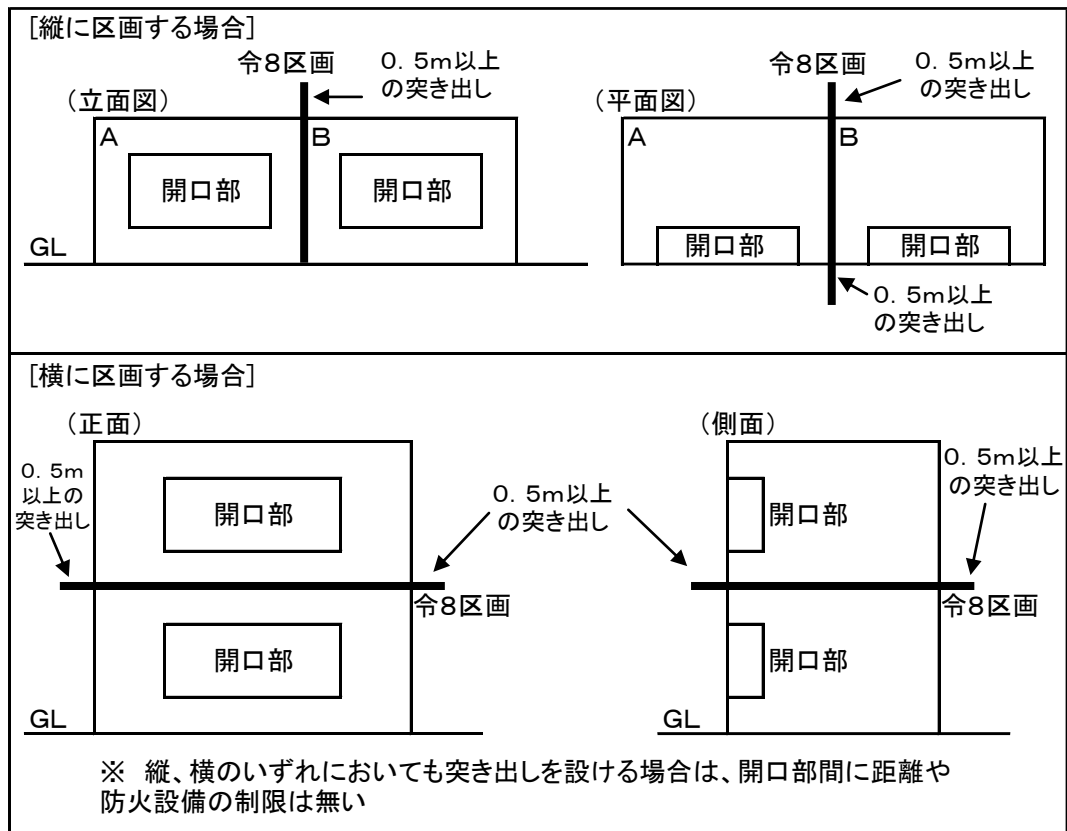 [縦に区画する場合]
令8区画
0.5m以上
の突き出し
(立面図)
A
B
開口部
開口部
GL
令8区画
0.5m以上
の突き出し
(平面図)
A
B
開口部
開口部
0.5m以上
の突き出し
[横に区画する場合]
(正面)
0.5m
以上の
突き出し
開口部
0.5m以上
の突き出し
令8区画
開口部
GL
(側面)
0.5m以上
の突き出し
開口部
令8区画
開口部
GL
※ 縦、横のいずれにおいても突き出しを設ける場合は、開口部間に距離や
防火設備の制限は無い